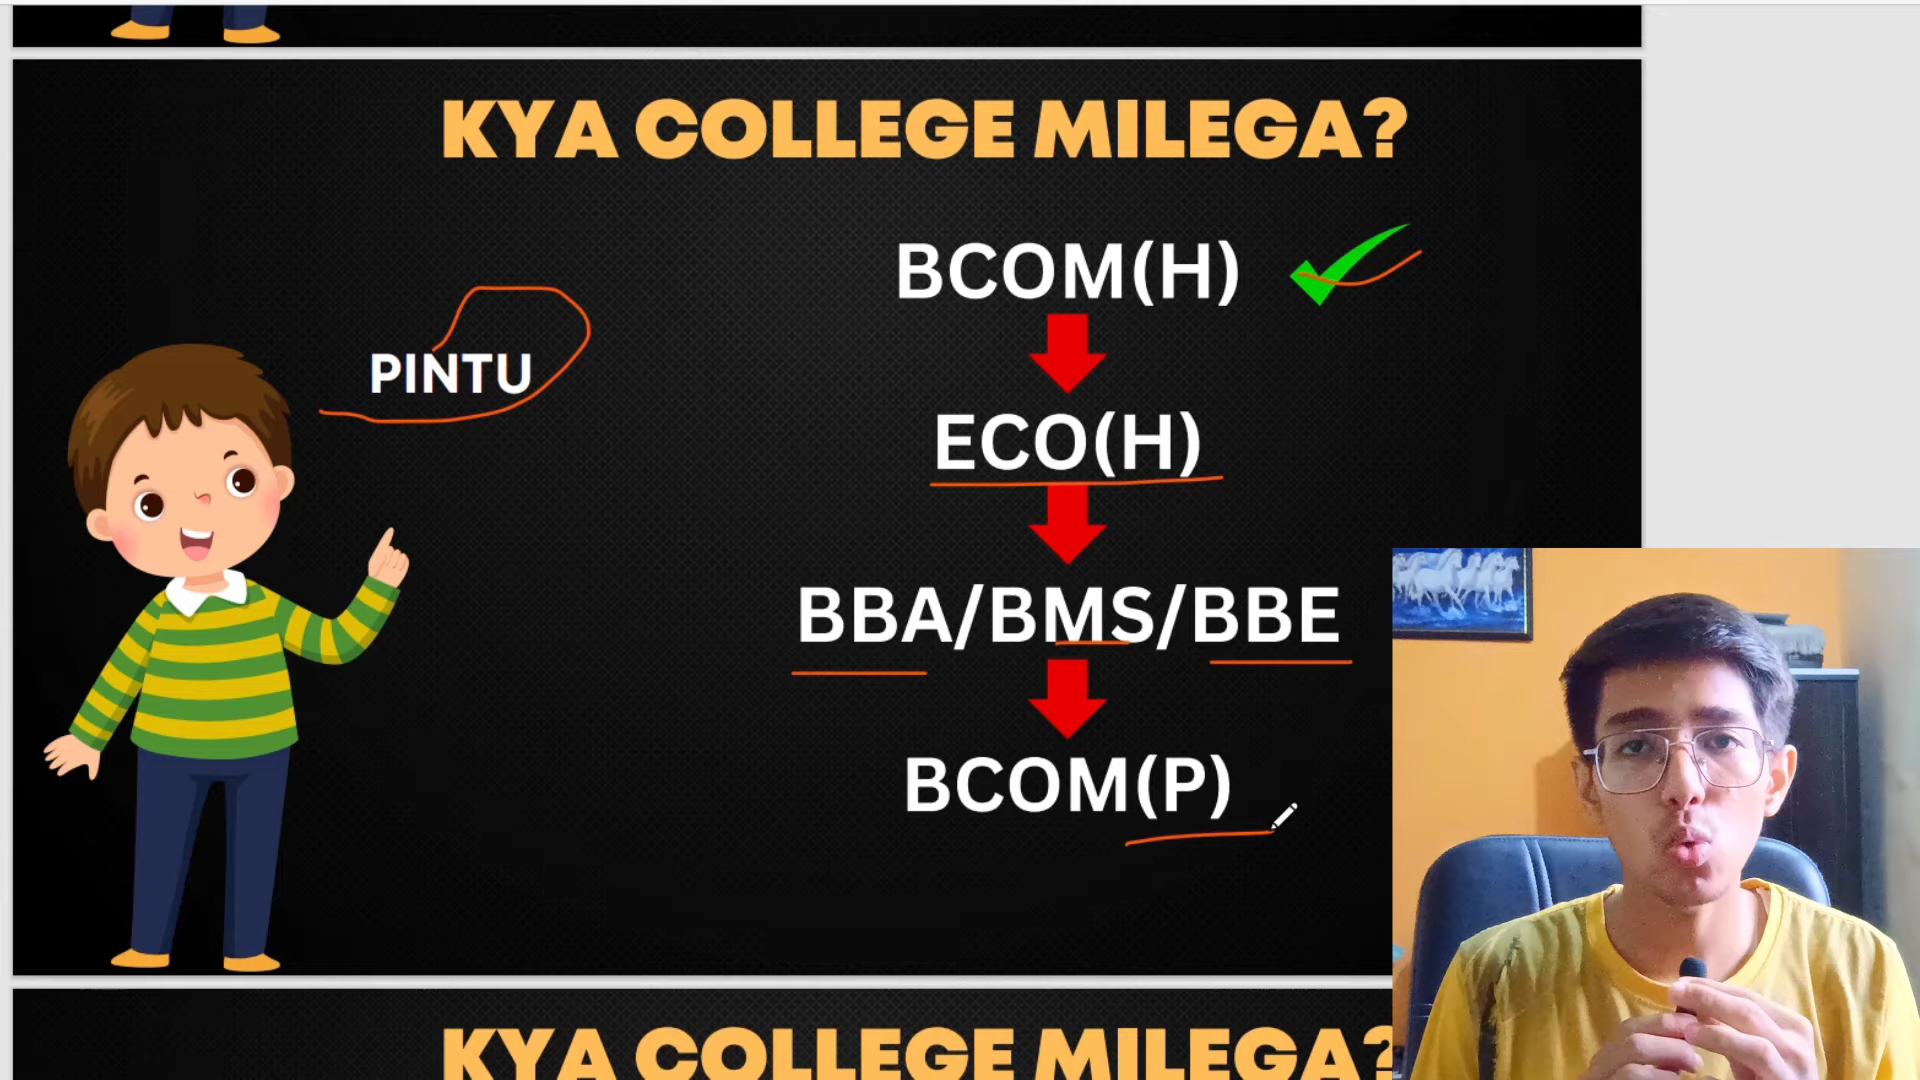 KYA COLLEGE MILEGA?
BCOM(H)
PINTU
ECO(H)
BBA/BMS/BBE
BCOM(P)
KYA COLLEGE MILEGA?